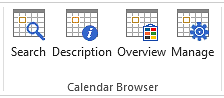 Search Description Overview Manage
Calendar Browser